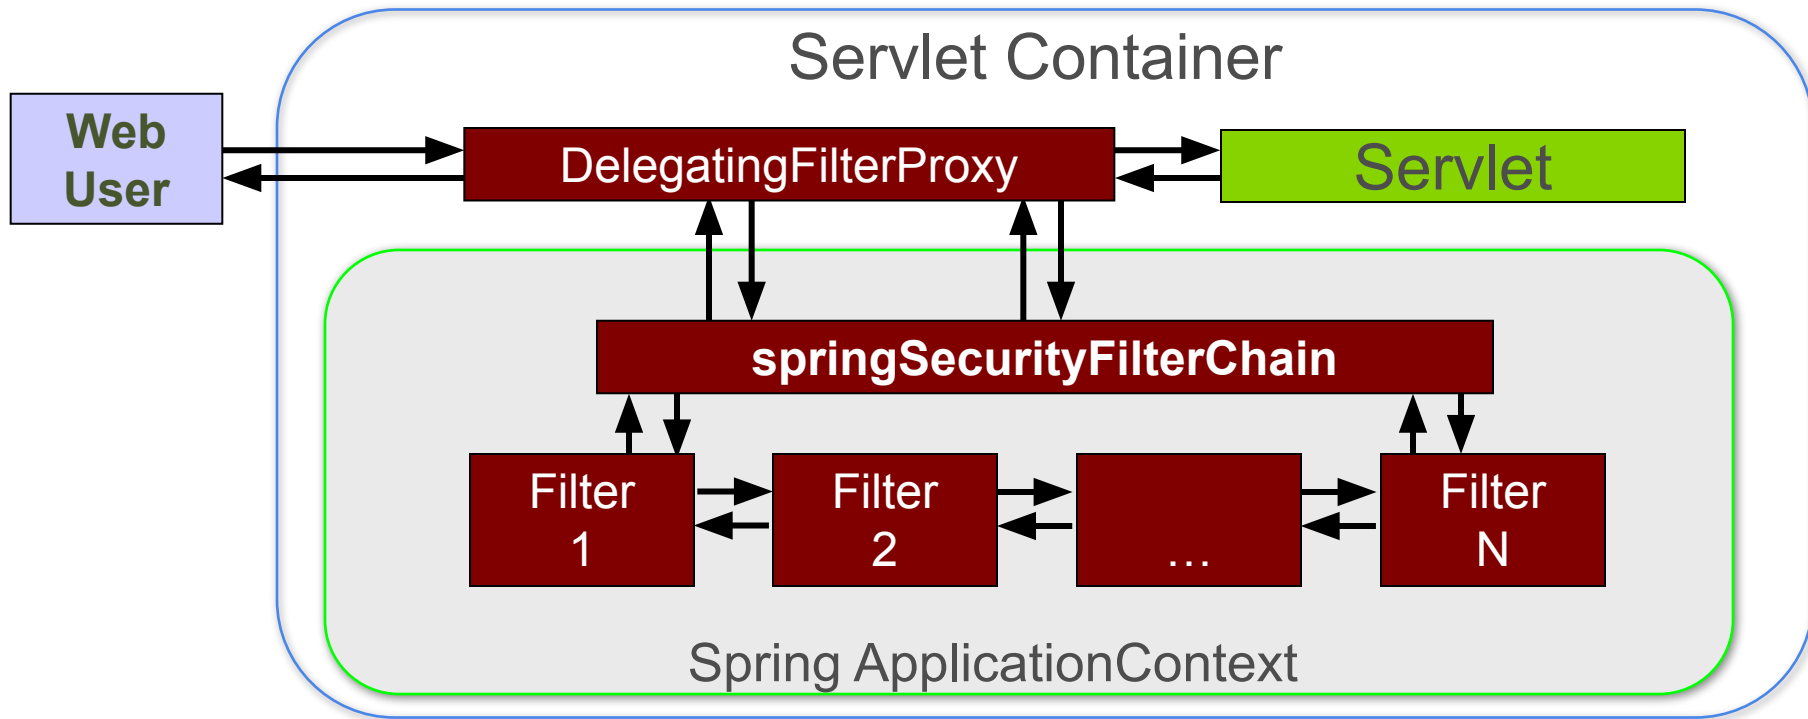 Servlet Container
Web
User
DelegatingFilterProxy
Servlet
springSecurityFilterChain
Filter
1
Filter
2
...
Filter
N
Spring ApplicationContext